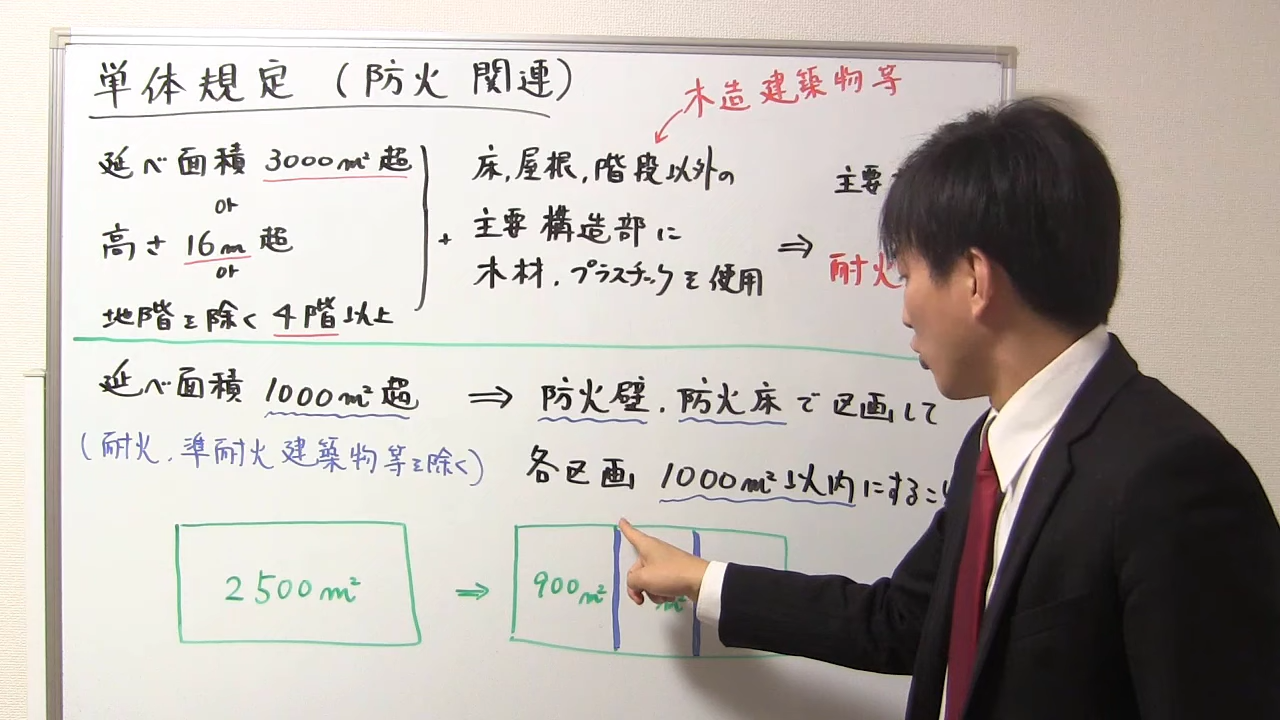 単体規定 (防火関連)
木造建築物等
延べ面積 3000m²超
or
高さ 16m超
or
地階を除く 4階以上
+
床,屋根,階段以外の
主要構造部に
木材,プラスチックを使用
⇒
主要
耐火
延べ面積 1000m²超 ⇒ 防火壁,防火床で区画して
(耐火,準耐火建築物等を除く)
各区画 1000m²以内にするこ
2500m² ⇒ 900m²
m²